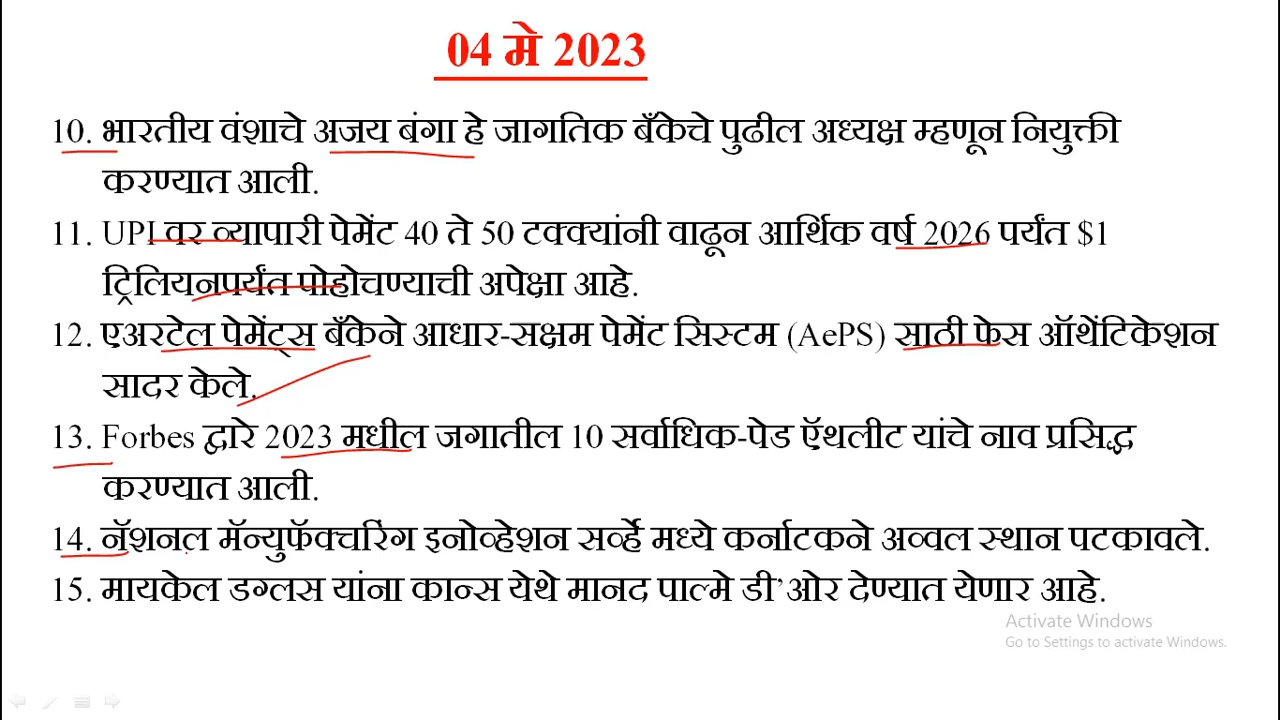 04 मे 2023
10. भारतीय वंशाचे अजय बंगा हे जागतिक बँकेचे पुढील अध्यक्ष म्हणून नियुक्ती
करण्यात आली.
11. UPI वर व्यापारी पेमेंट 40 ते 50 टक्क्यांनी वाढून आर्थिक वर्ष 2026 पर्यंत $1
ट्रिलियनपर्यंत पोहोचण्याची अपेक्षा आहे.
12. एअरटेल पेमेंट्स बँकेने आधार-सक्षम पेमेंट सिस्टम (AePS) साठी फेस ऑथेंटिकेशन
सादर केले.
13. Forbes द्वारे 2023 मधील जगातील 10 सर्वाधिक-पेड ऍथलीट यांचे नाव प्रसिद्ध
करण्यात आली.
14. नॅशनल मॅन्युफॅक्चरिंग इनोव्हेशन सर्व्हे मध्ये कर्नाटकने अव्वल स्थान पटकावले.
15. मायकेल डग्लस यांना कान्स येथे मानद पाल्मे डी’ओर देण्यात येणार आहे.
Activate Windows
Go to Settings to activate Windows.